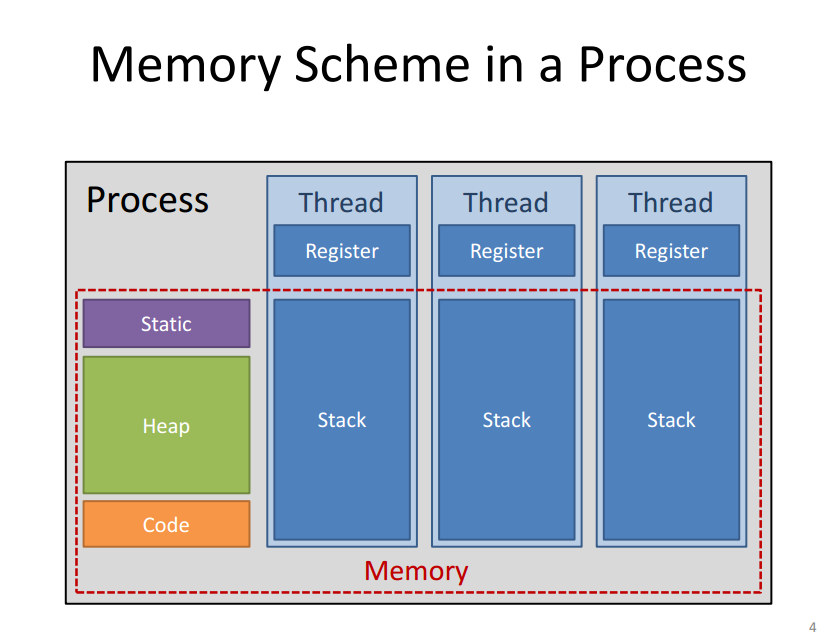 Memory Scheme in a Process
Process
Thread
Thread
Thread
Register
Register
Register
Static
Heap
Code
Stack
Stack
Stack
Memory
4